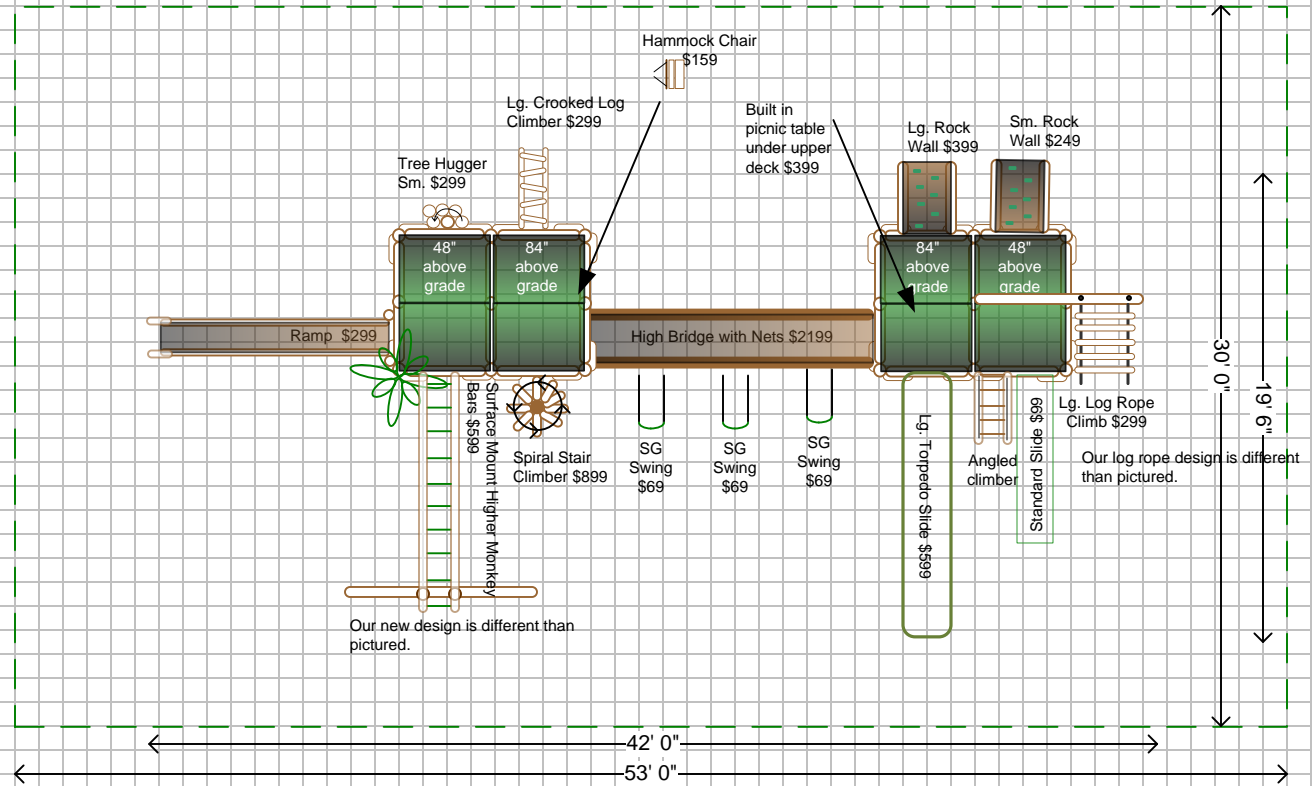 Hammock Chair
$159
Lg. Crooked Log
Climber $299
Built in
picnic table
under upper
deck $399
Lg. Rock
Wall $399
Sm. Rock
Wall $249
Tree Hugger
Sm. $299
48"
above
grade
84"
above
grade
84"
above
grade
48"
above
grade
Ramp $299
High Bridge with Nets $2199
30' 0"
19' 6"
Surface Mount Higher Monkey
Bars $599
Spiral Stair
Climber $899
SG
Swing
$69
SG
Swing
$69
SG
Swing
$69
Lg. Torpedo Slide $599
Angled
climber
Standard Slide $99
Lg. Log Rope
Climb $299
Our log rope design is different
than pictured.
Our new design is different than
pictured.
42' 0"
53' 0"